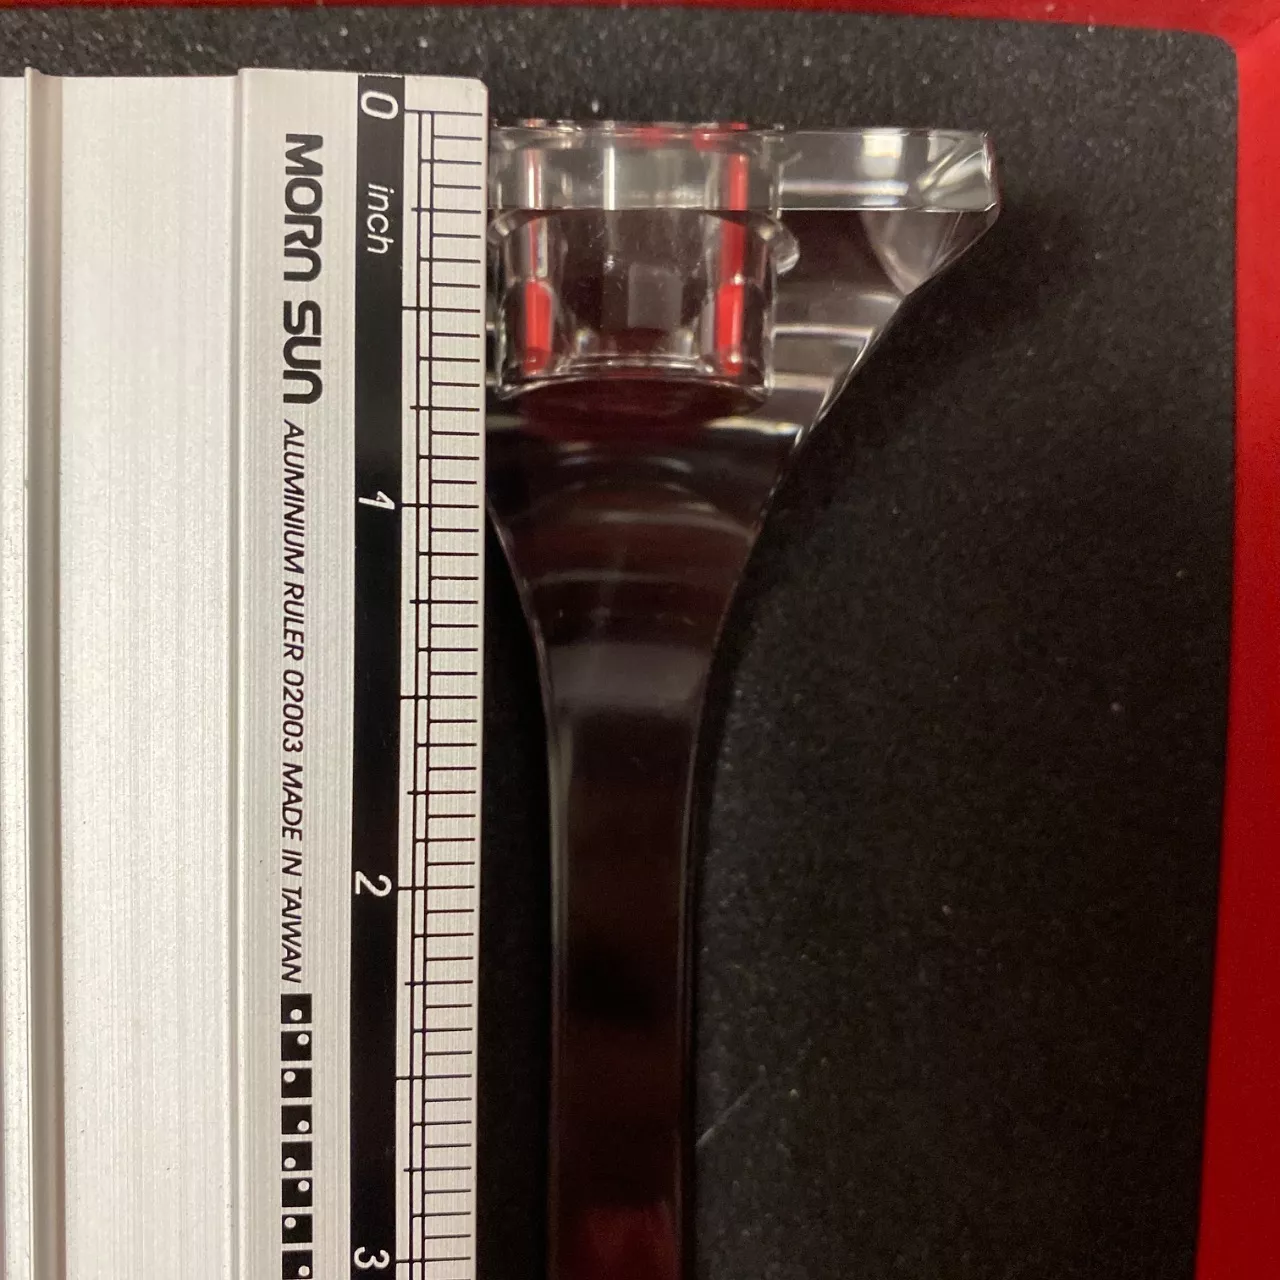 0
inch
1
2
3
MORN SUN ALUMINIUM RULER 02003 MADE IN TAIWAN